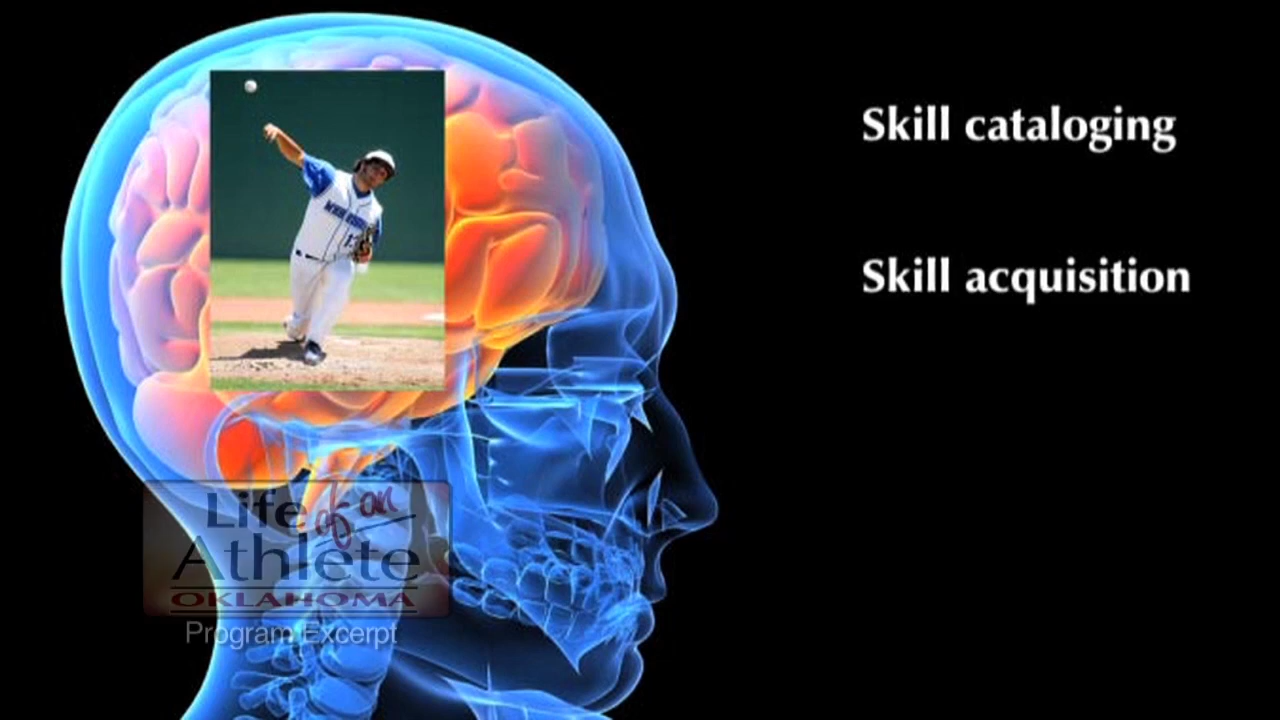 Skill cataloging
Skill acquisition
Life of an
Athlete
OKLAHOMA
Program Excerpt